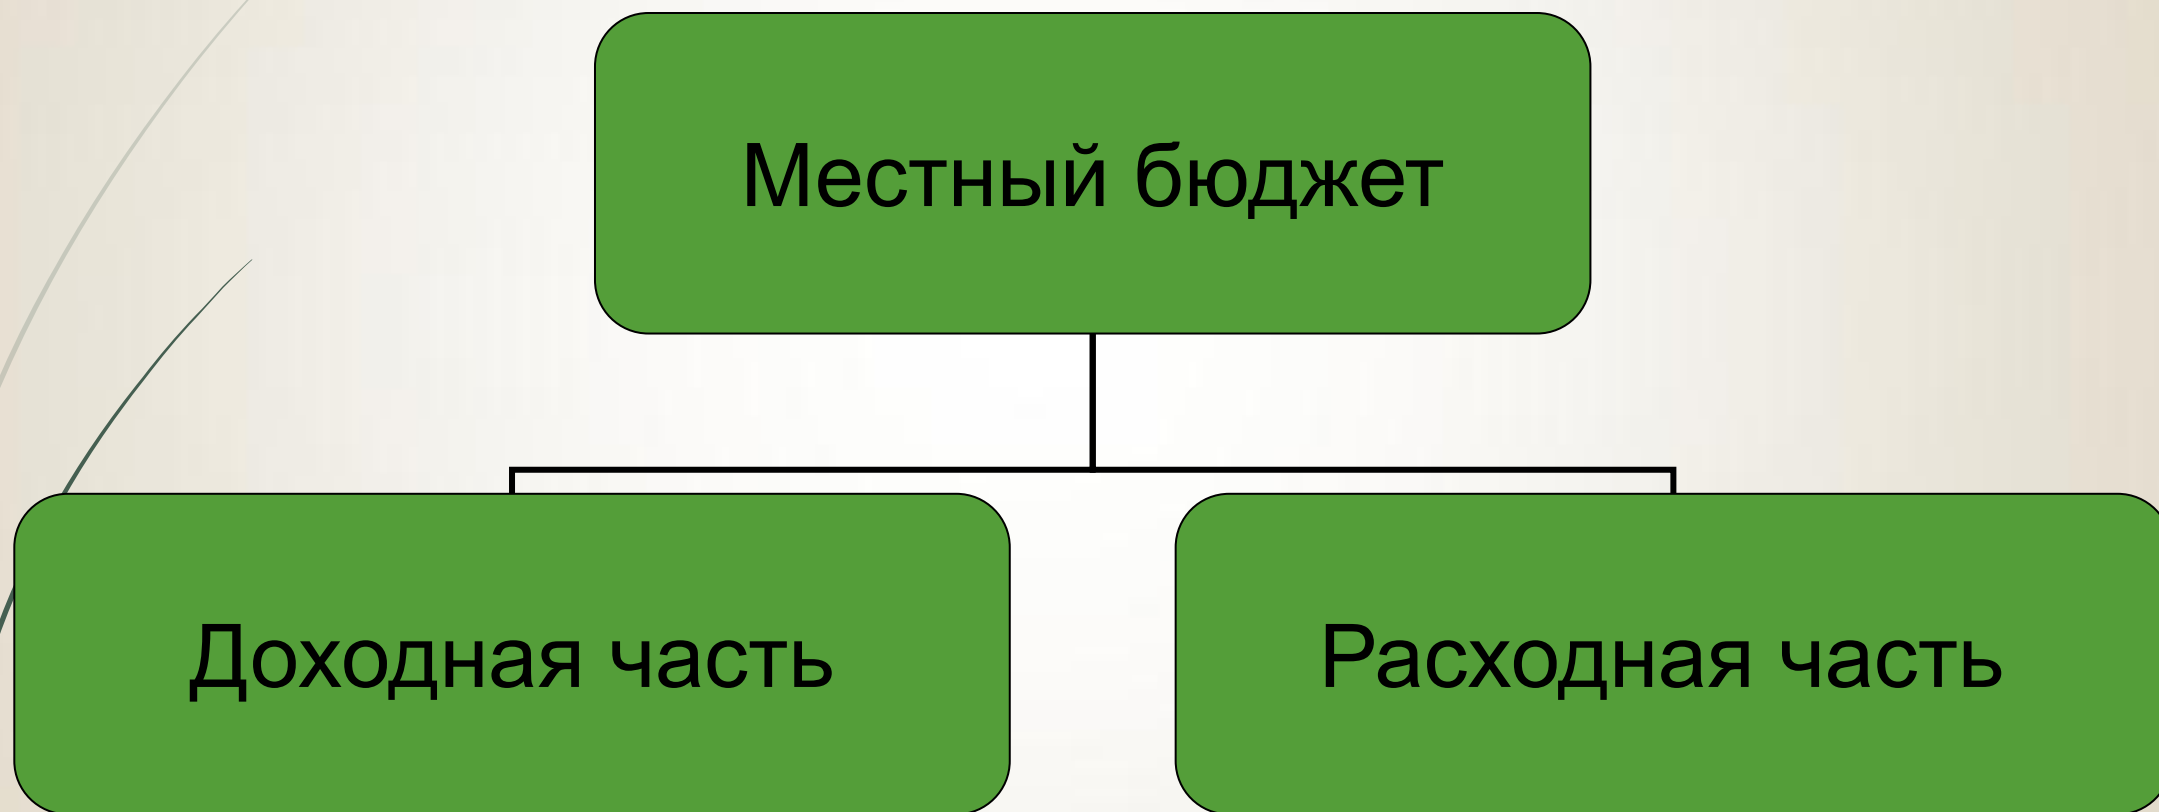 Местный бюджет
Доходная часть
Расходная часть